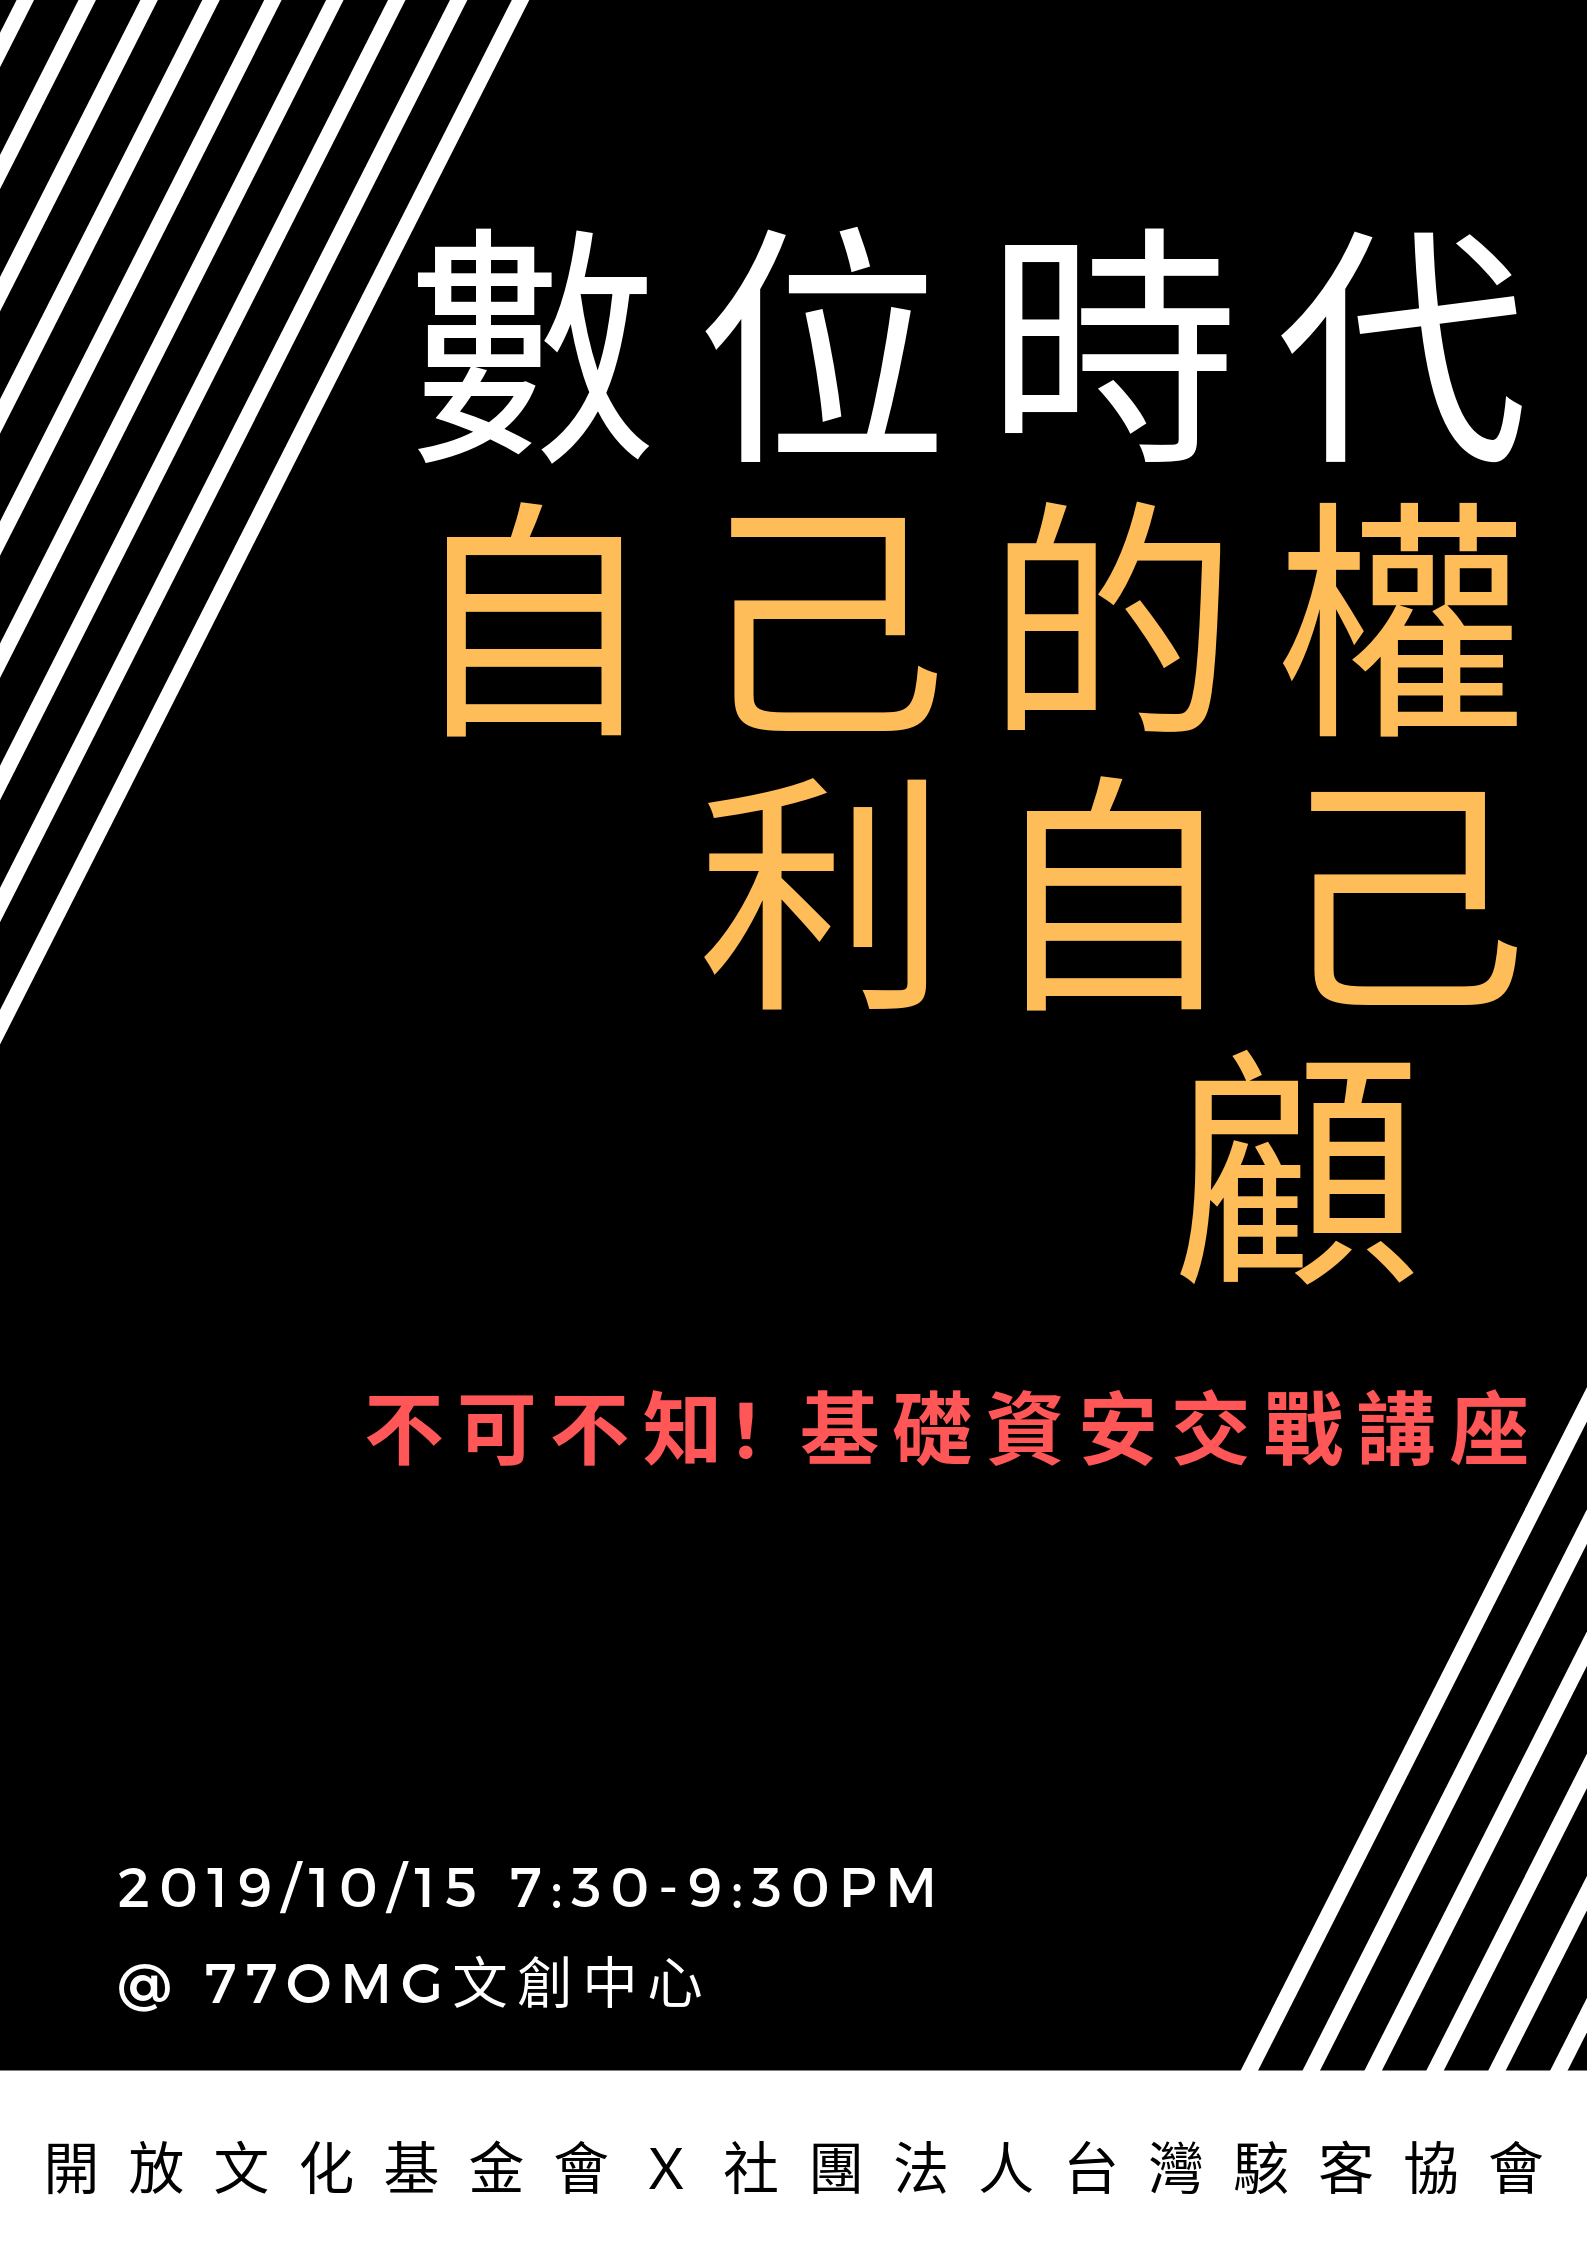 數位時代
自己的權
利自己
顧
不可不知!基礎資安交戰講座
2019/10/15 7:30-9:30PM
@ 77OMG文創中心
開放文化基金會X社團法人台灣駭客協會